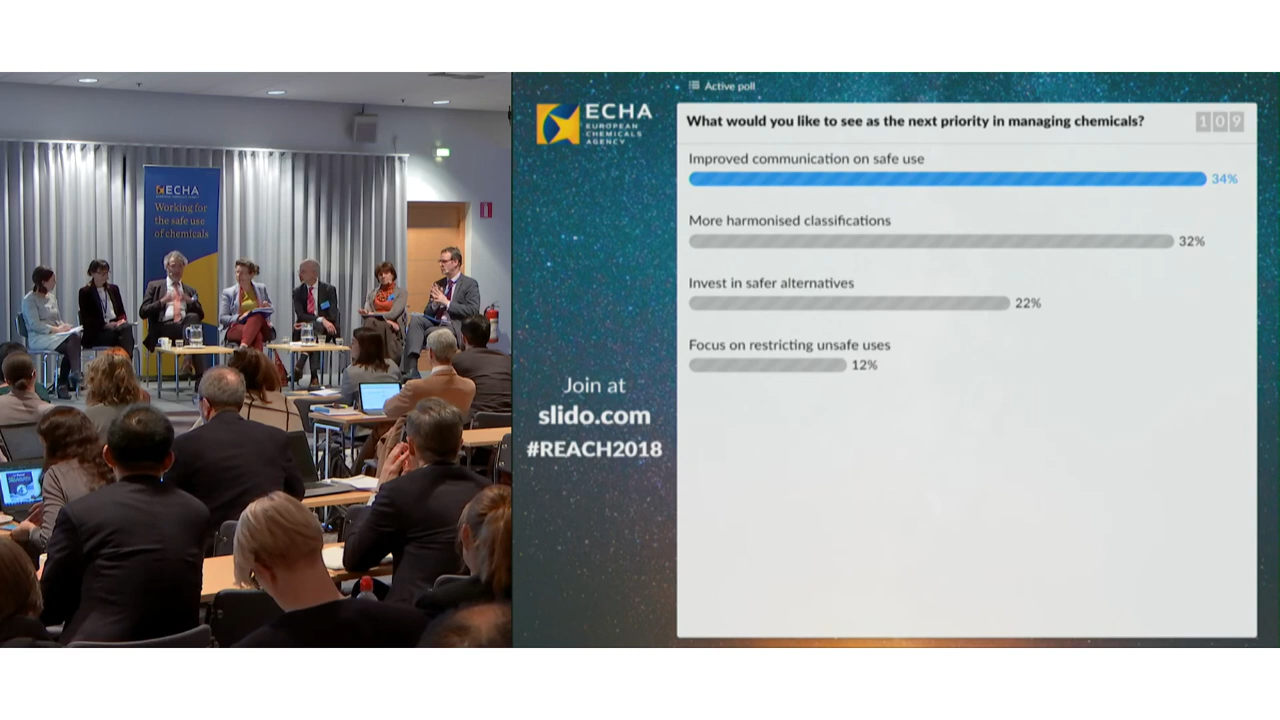 ECHA
Working for
the safe use
of chemicals
Active poll
ECHA
EUROPEAN
CHEMICALS
AGENCY
What would you like to see as the next priority in managing chemicals?
109
Improved communication on safe use
34%
More harmonised classifications
32%
Invest in safer alternatives
22%
Focus on restricting unsafe uses
12%
Join at
slido.com
#REACH2018